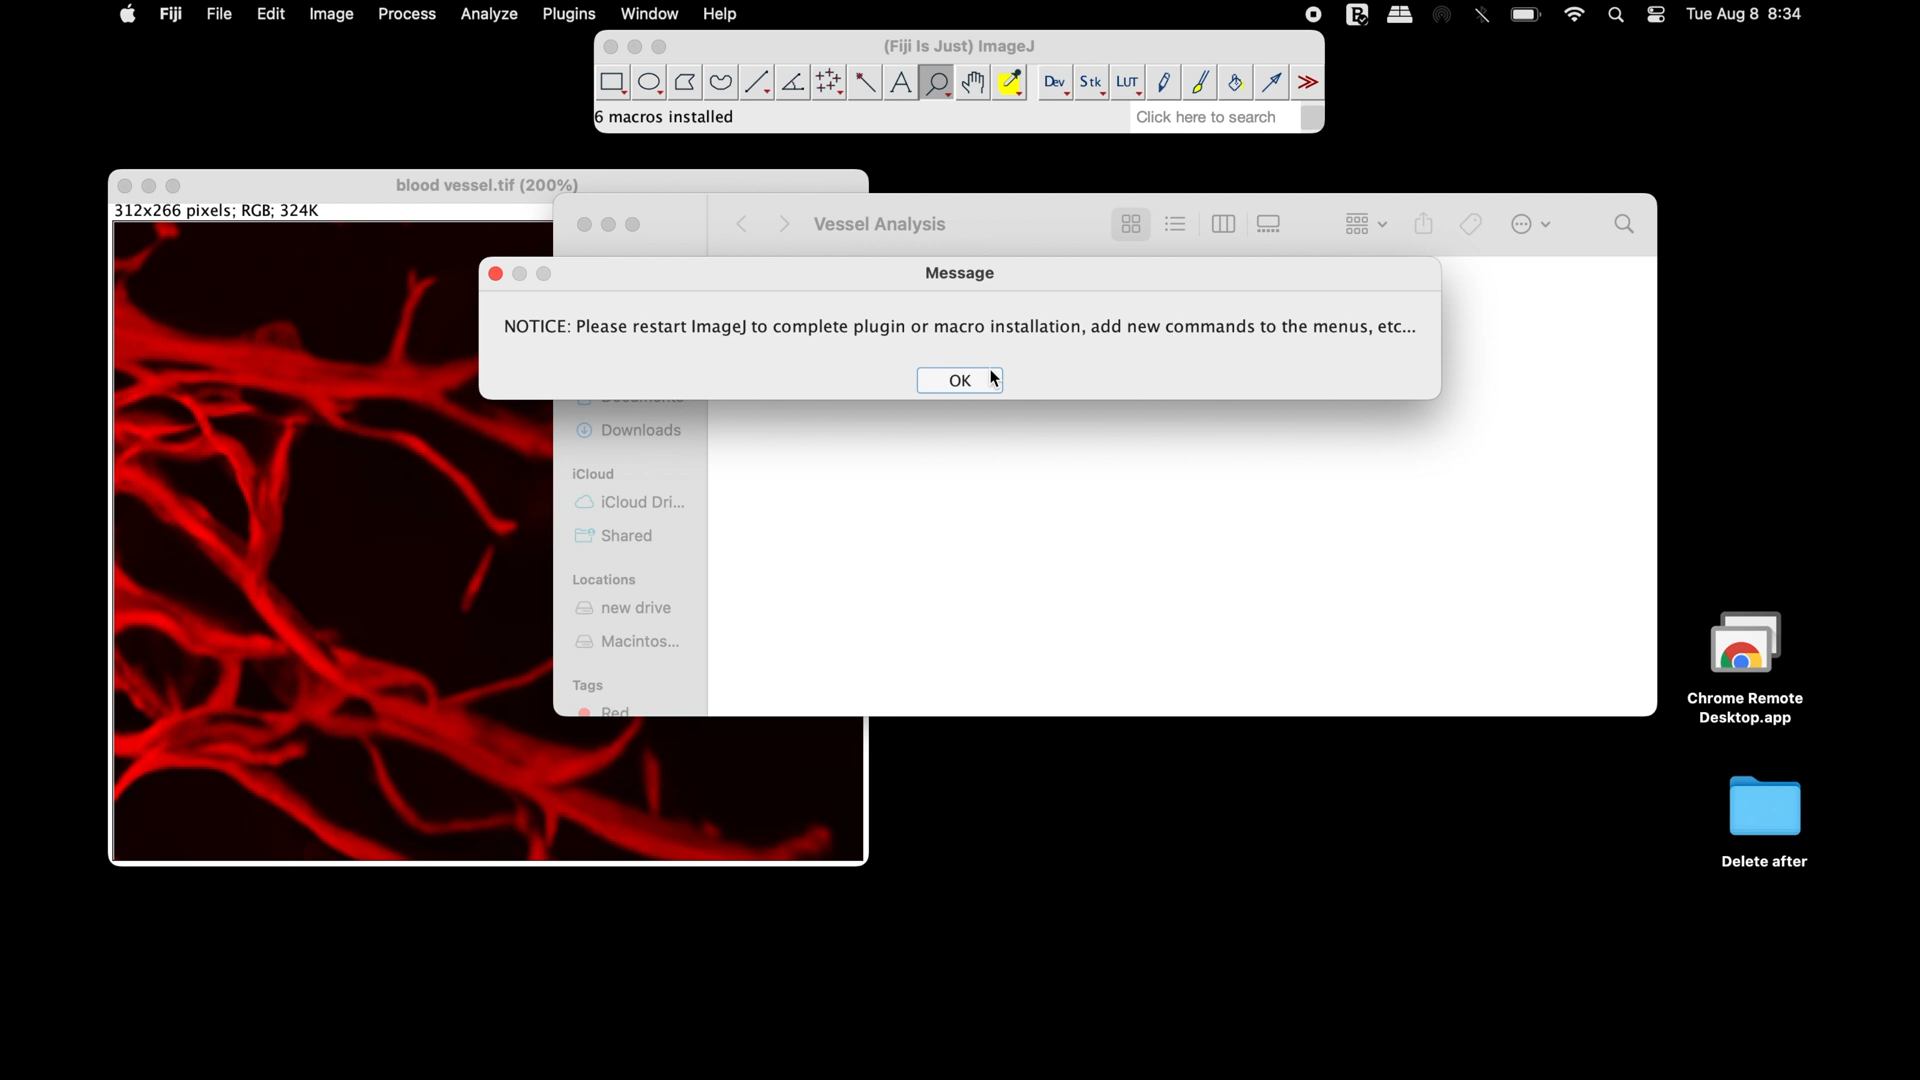 Fiji File Edit Image Process Analyze Plugins Window Help Tue Aug 8 8:34
(Fiji Is Just) ImageJ
Dev Stk LUT
6 macros installed Click here to search
blood vessel.tif (200%)
312x266 pixels; RGB; 324K
Vessel Analysis
Message
NOTICE: Please restart ImageJ to complete plugin or macro installation, add new commands to the menus, etc...
OK
Documents
Downloads
iCloud
iCloud Dri...
Shared
Locations
new drive
Macintos...
Tags
Red
Chrome Remote
Desktop.app
Delete after